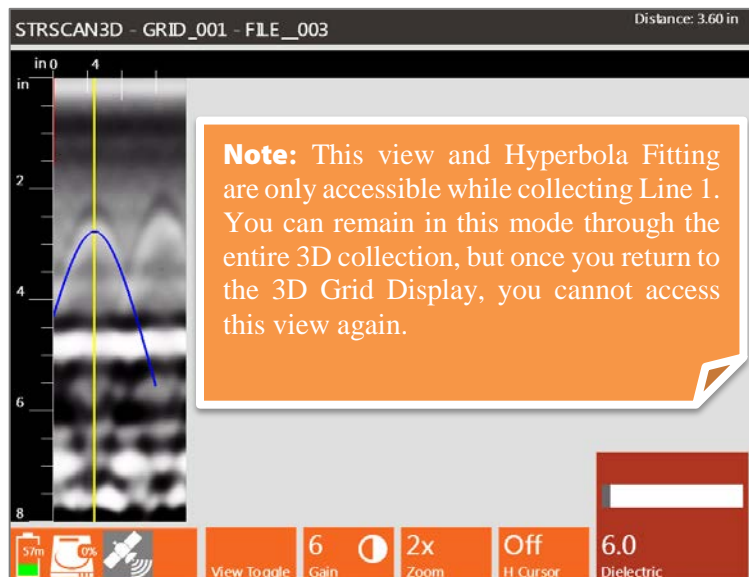 STRSCAN3D - GRID_001 - FILE__003
Distance: 3.60 in
in 0 4
in
2
4
6
8
Note: This view and Hyperbola Fitting
are only accessible while collecting Line 1.
You can remain in this mode through the
entire 3D collection, but once you return to
the 3D Grid Display, you cannot access
this view again.
57m
0%
View Toggle
6
Gain
2x
Zoom
Off
H Cursor
6.0
Dielectric